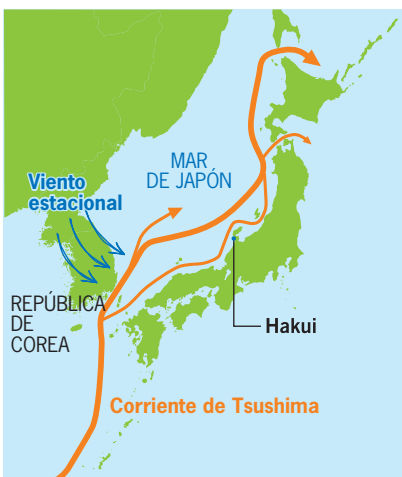 MAR
DE JAPÓN
Viento
estacional
REPÚBLICA
DE
COREA
Hakui
Corriente de Tsushima